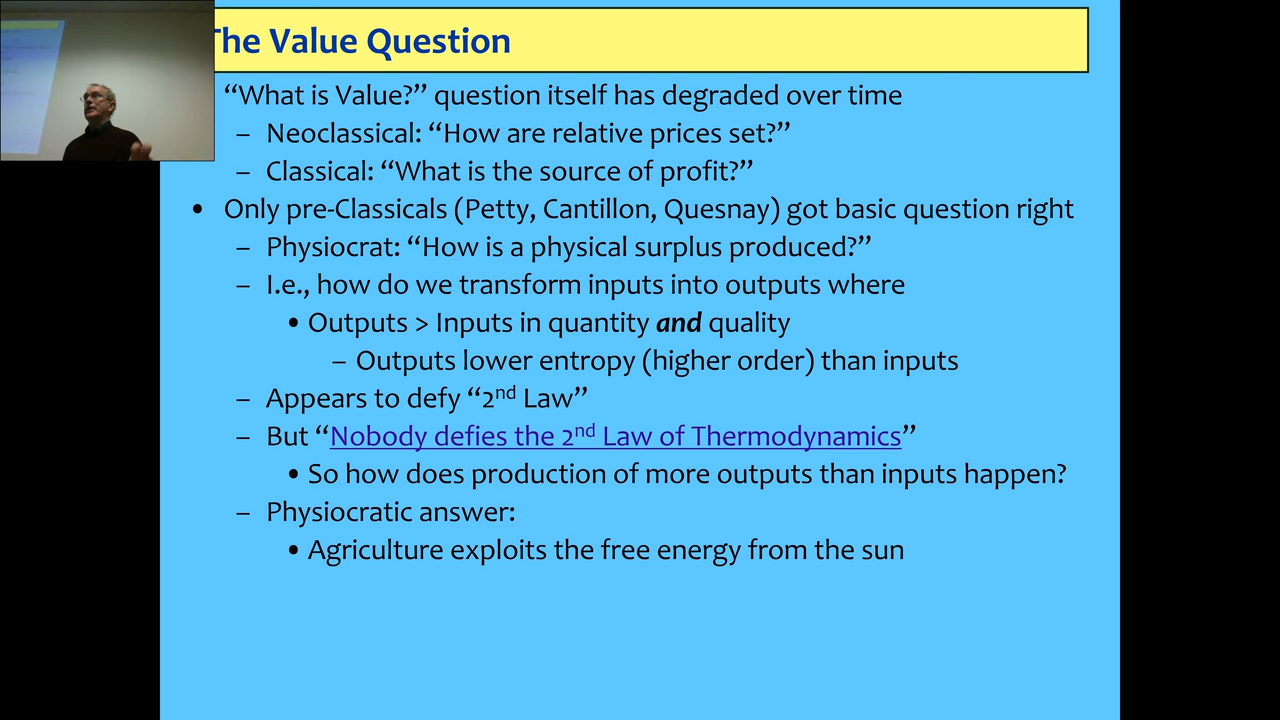 The Value Question
“What is Value?” question itself has degraded over time
– Neoclassical: “How are relative prices set?”
– Classical: “What is the source of profit?”
• Only pre-Classicals (Petty, Cantillon, Quesnay) got basic question right
– Physiocrat: “How is a physical surplus produced?”
– I.e., how do we transform inputs into outputs where
• Outputs > Inputs in quantity and quality
– Outputs lower entropy (higher order) than inputs
– Appears to defy “2nd Law”
– But “Nobody defies the 2nd Law of Thermodynamics”
• So how does production of more outputs than inputs happen?
– Physiocratic answer:
• Agriculture exploits the free energy from the sun